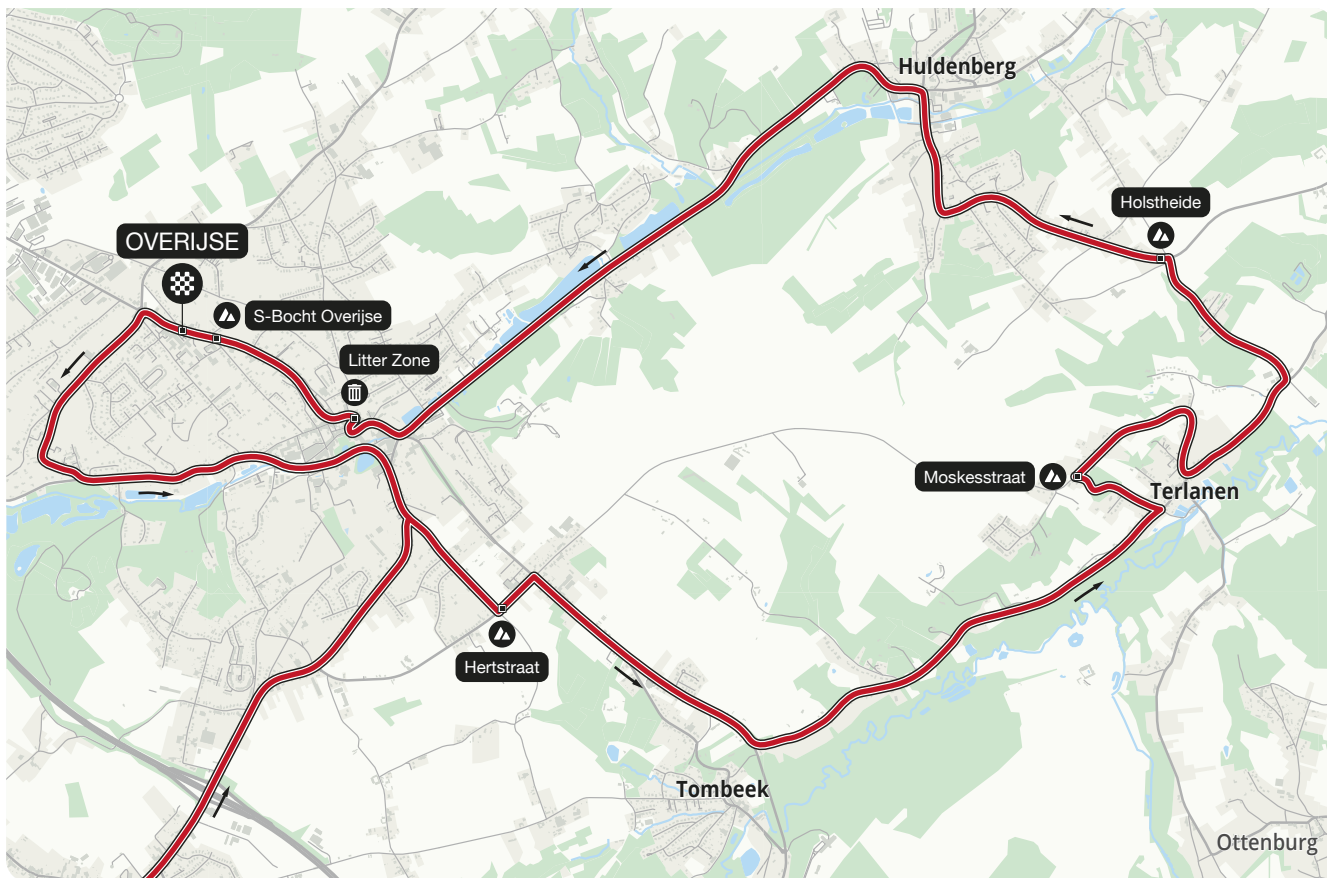 Huldenberg
Holstheide
OVERIJSE
S-Bocht Overijse
Litter Zone
Moskesstraat
Terlanen
Hertstraat
Tombeek
Ottenburg